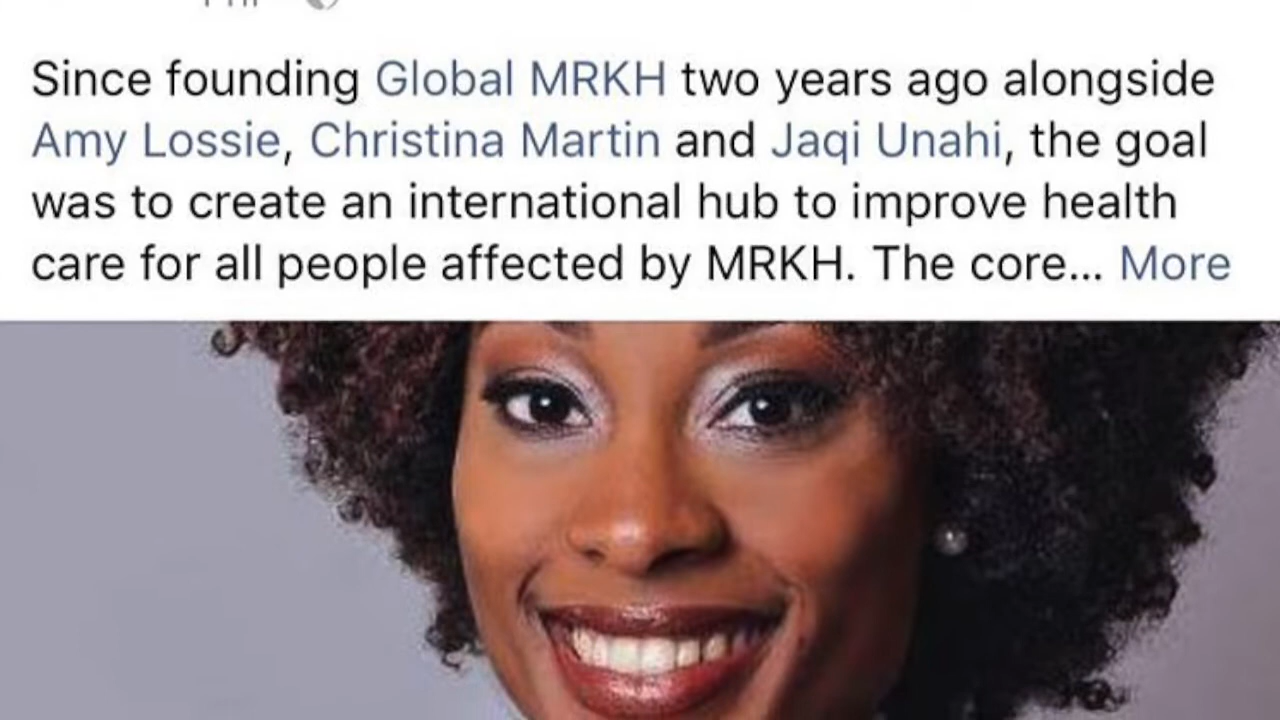 Since founding Global MRKH two years ago alongside
Amy Lossie, Christina Martin and Jaqi Unahi, the goal
was to create an international hub to improve health
care for all people affected by MRKH. The core... More